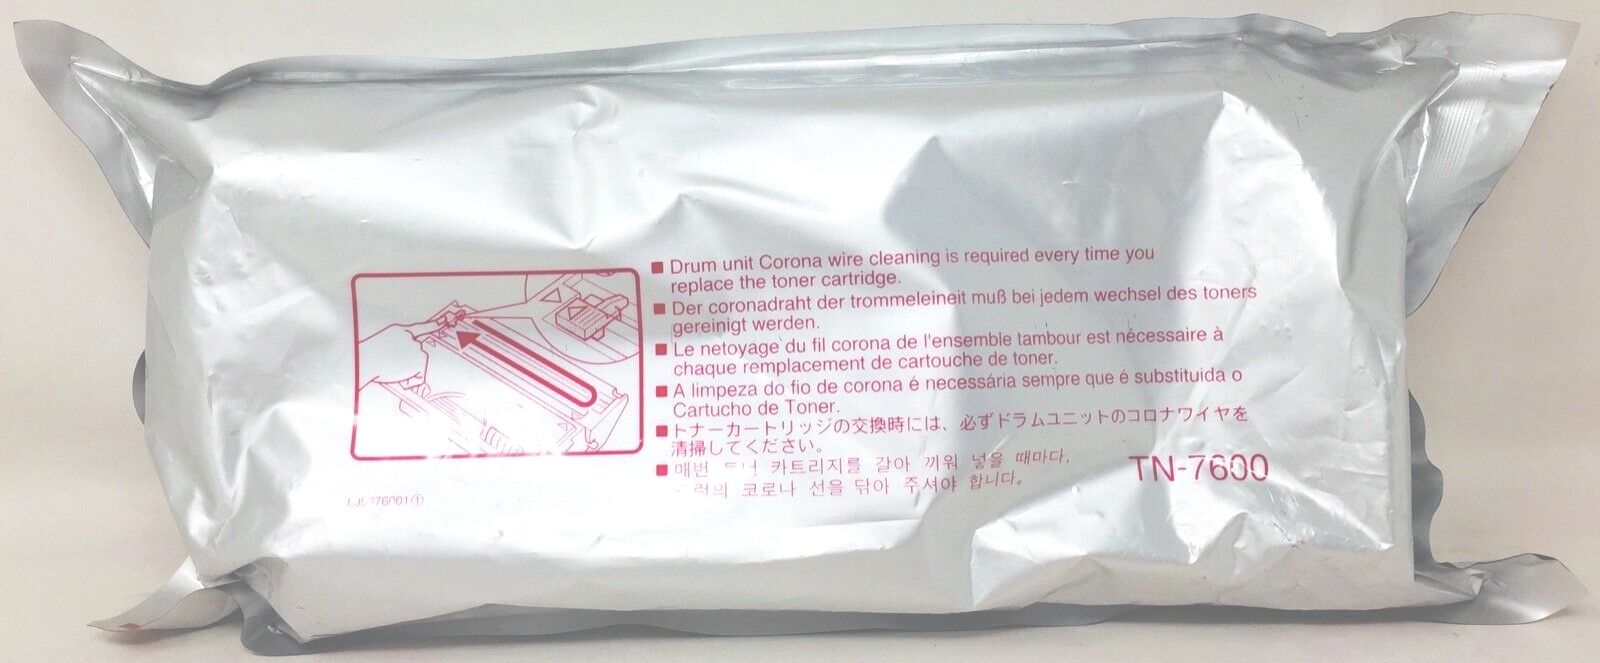 ■ Drum unit Corona wire cleaning is required every time you
replace the toner cartridge.
■ Der coronadraht der trommeleineit muß bei jedem wechsel des toners
gereinigt werden.
■ Le netoyage du fil corona de l'ensemble tambour est nécessaire à
chaque remplacement de cartouche de toner.
■ A limpeza do fio de corona é necessária sempre que é substituida o
Cartucho de Toner.
■ トナーカートリッジの交換時には、必ずドラムユニットのコロナワイヤを
清掃してください。
■ 매번 카트리지를 갈아 끼워 넣을 때마다,
코로나 선을 닦아 주셔야 합니다.
TN-7600